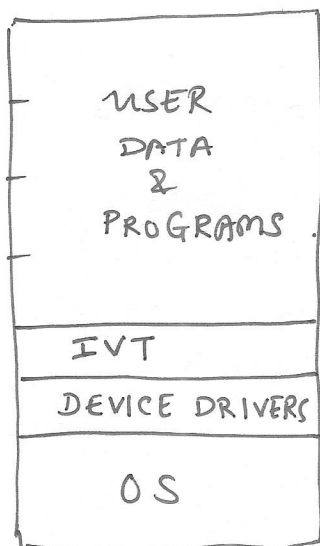 USER
DATA
&
PROGRAMS
IVT
DEVICE DRIVERS
OS